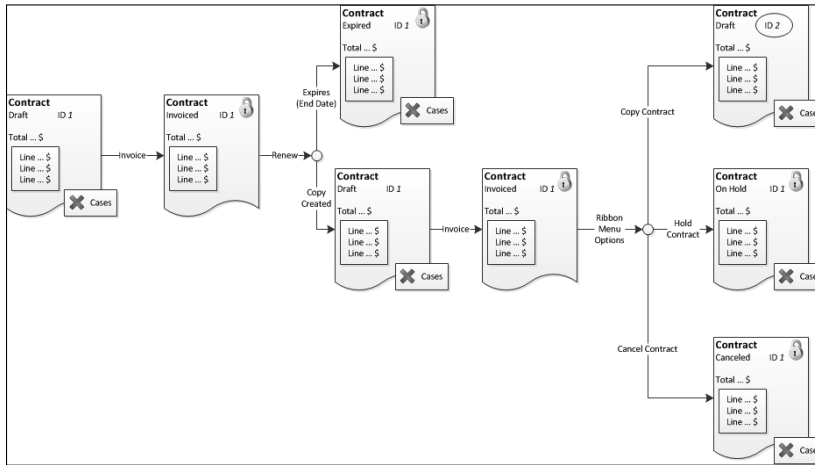 Contract
Draft ID 1
Total ... $
Line ... $
Line ... $
Line ... $
Cases
Invoice
Contract
Invoiced ID 1
Total ... $
Line ... $
Line ... $
Line ... $
Renew
Expires
(End Date)
Copy
Created
Contract
Expired ID 1
Total ... $
Line ... $
Line ... $
Line ... $
Cases
Contract
Draft ID 1
Total ... $
Line ... $
Line ... $
Line ... $
Cases
Invoice
Contract
Invoiced ID 1
Total ... $
Line ... $
Line ... $
Line ... $
Ribbon
Menu
Options
Copy Contract
Hold
Contract
Cancel Contract
Contract
Draft ID 2
Total ... $
Line ... $
Line ... $
Line ... $
Case
Contract
On Hold ID 1
Total ... $
Line ... $
Line ... $
Line ... $
Case
Contract
Canceled ID 1
Total ... $
Line ... $
Line ... $
Line ... $
Case